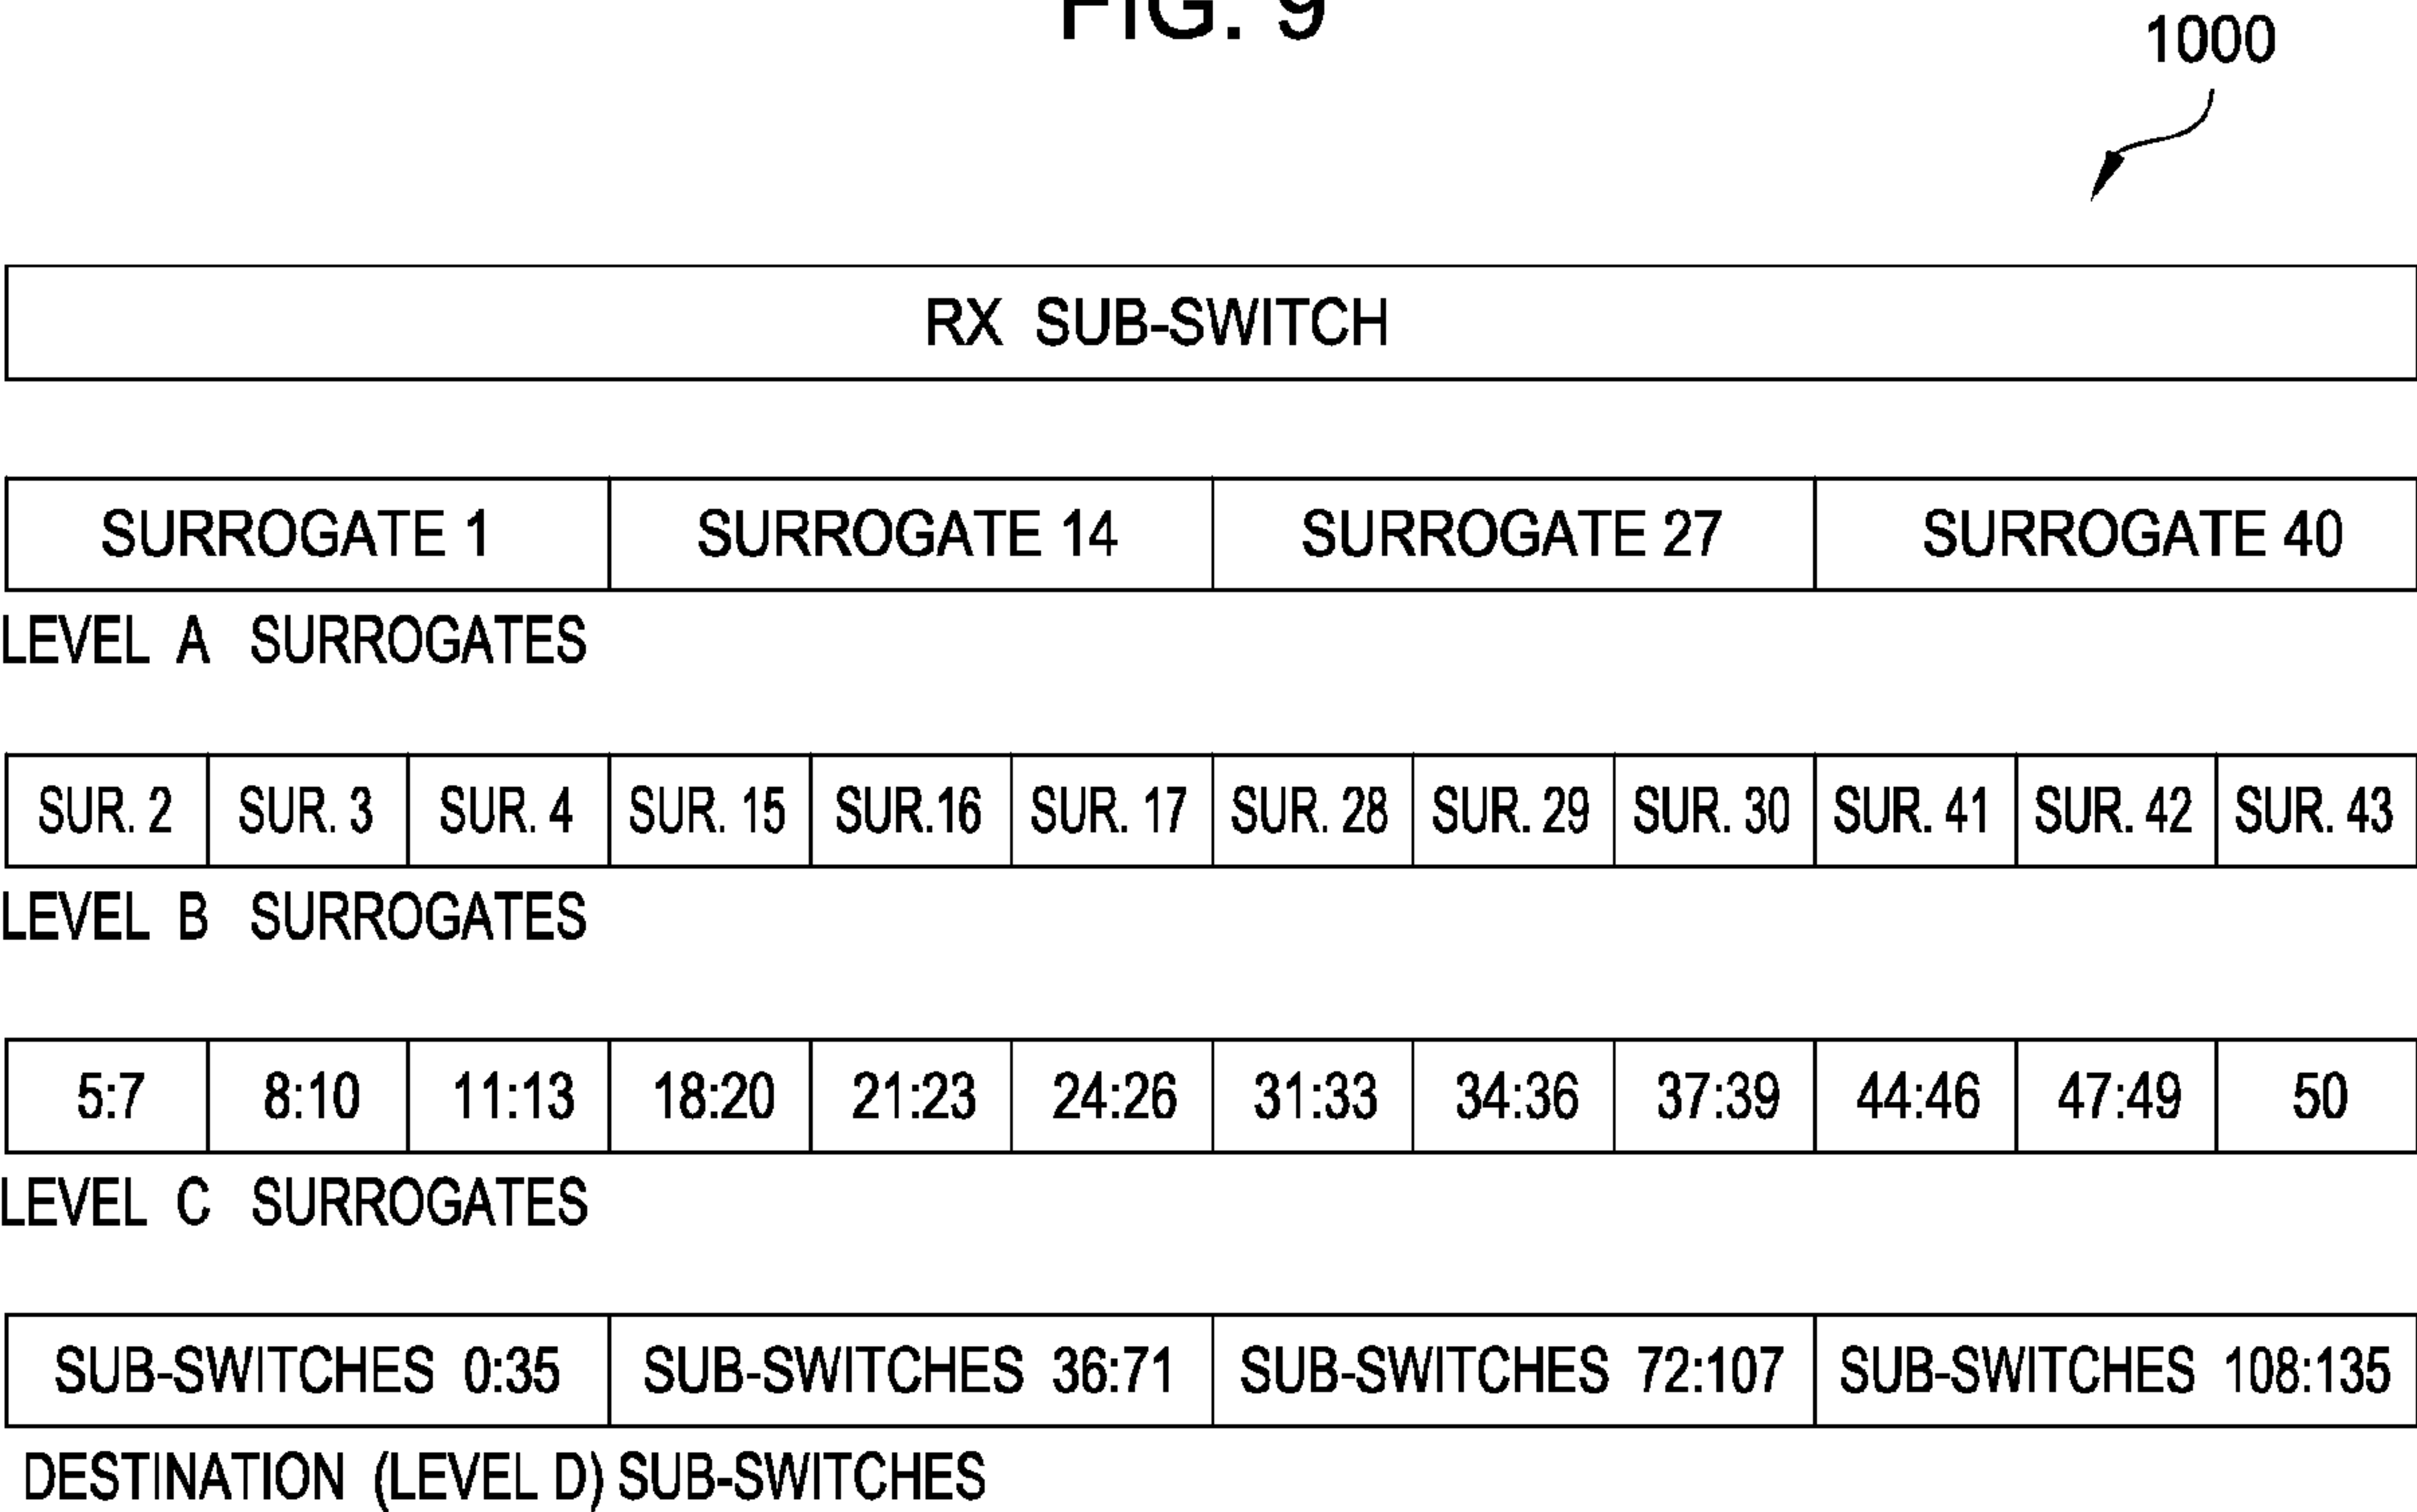 FIG. 9
1000
RX SUB-SWITCH
SURROGATE 1 SURROGATE 14 SURROGATE 27 SURROGATE 40
LEVEL A SURROGATES
SUR. 2 SUR. 3 SUR. 4 SUR. 15 SUR.16 SUR. 17 SUR. 28 SUR. 29 SUR. 30 SUR. 41 SUR. 42 SUR. 43
LEVEL B SURROGATES
5:7 8:10 11:13 18:20 21:23 24:26 31:33 34:36 37:39 44:46 47:49 50
LEVEL C SURROGATES
SUB-SWITCHES 0:35 SUB-SWITCHES 36:71 SUB-SWITCHES 72:107 SUB-SWITCHES 108:135
DESTINATION (LEVEL D) SUB-SWITCHES